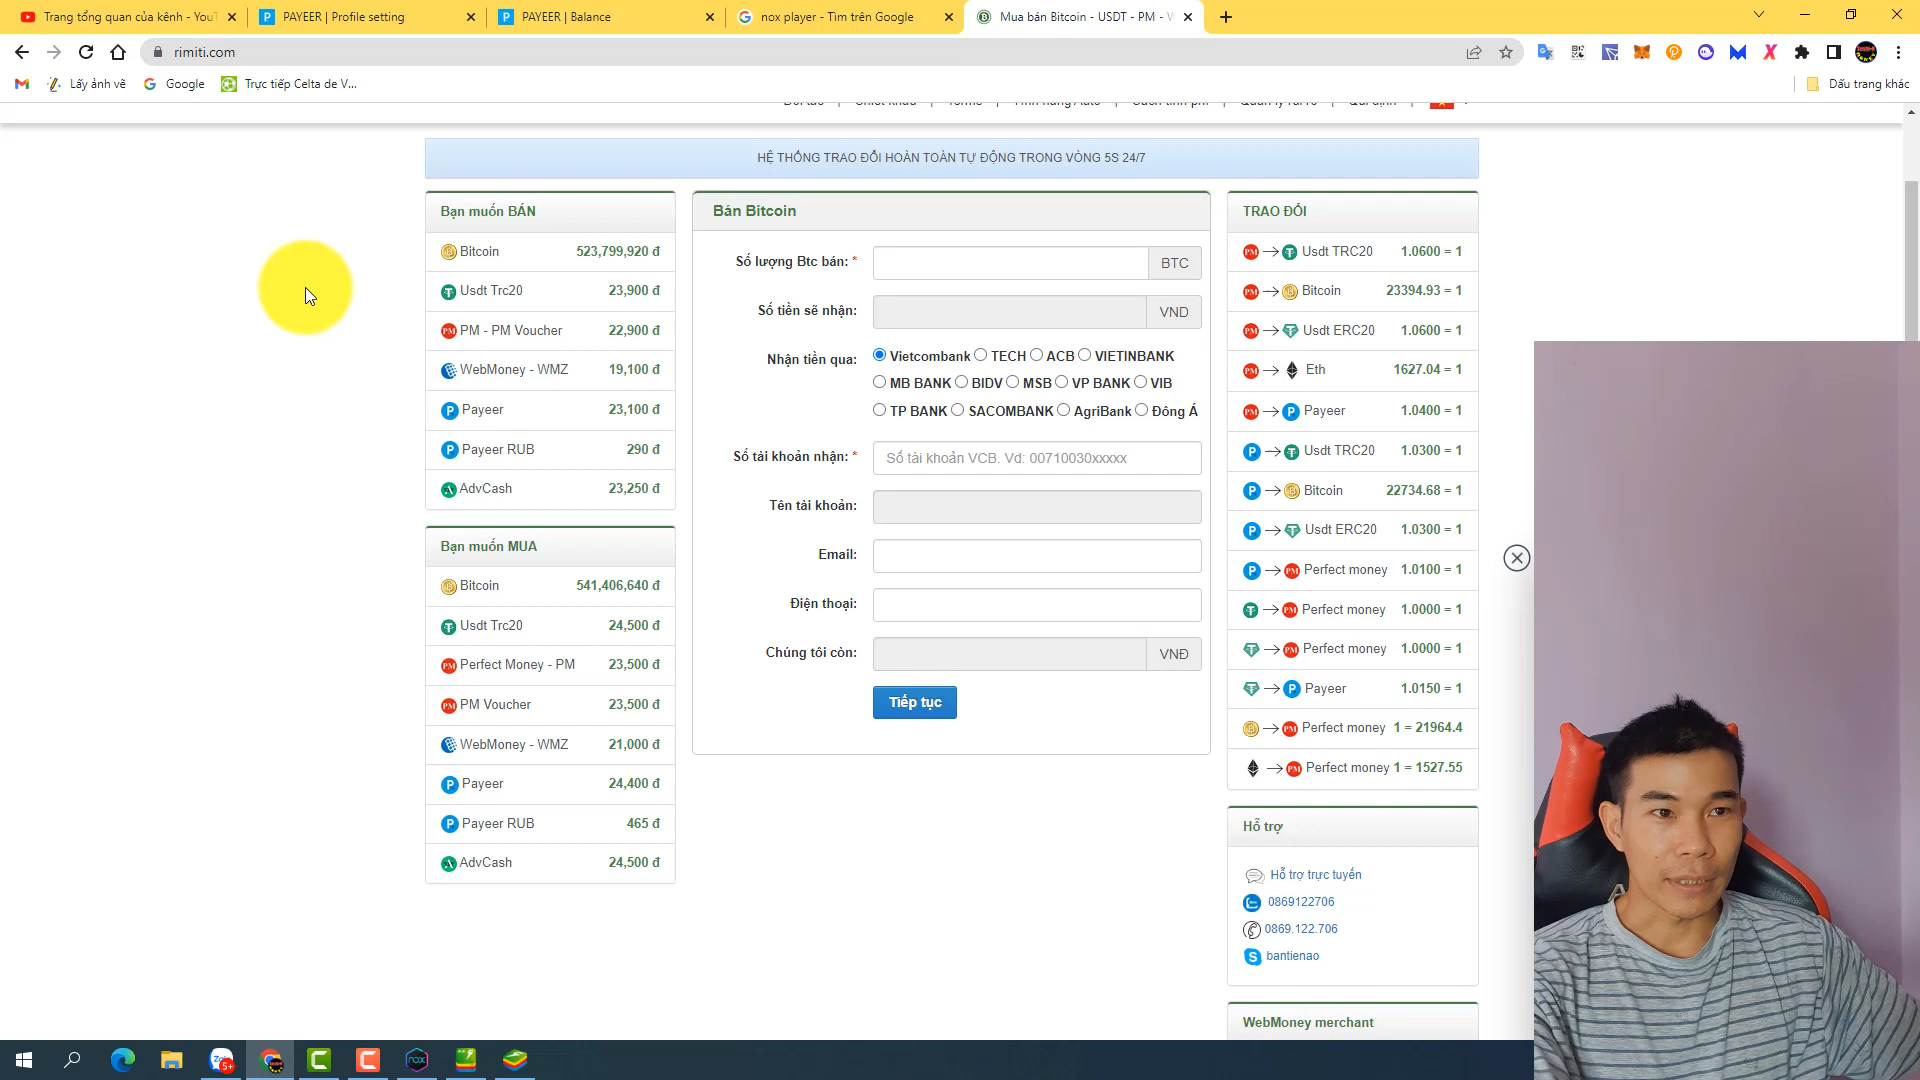 Trang tổng quan của kênh - YouT
PAYEER | Profile setting
PAYEER | Balance
nox player - Tìm trên Google
Mua bán Bitcoin - USDT - PM - V
rimiti.com
Lấy ảnh vẽ
Google
Trực tiếp Celta de V...
Dấu trang khác
HỆ THỐNG TRAO ĐỔI HOÀN TOÀN TỰ ĐỘNG TRONG VÒNG 5S 24/7
Bạn muốn BÁN
Bitcoin 523,799,920 đ
Usdt Trc20 23,900 đ
PM - PM Voucher 22,900 đ
WebMoney - WMZ 19,100 đ
Payeer 23,100 đ
Payeer RUB 290 đ
AdvCash 23,250 đ
Bạn muốn MUA
Bitcoin 541,406,640 đ
Usdt Trc20 24,500 đ
Perfect Money - PM 23,500 đ
PM Voucher 23,500 đ
WebMoney - WMZ 21,000 đ
Payeer 24,400 đ
Payeer RUB 465 đ
AdvCash 24,500 đ
Bán Bitcoin
Số lượng Btc bán: * BTC
Số tiền sẽ nhận: VND
Nhận tiền qua: Vietcombank TECH ACB VIETINBANK
MB BANK BIDV MSB VP BANK VIB
TP BANK SACOMBANK AgriBank Đông Á
Số tài khoản nhận: * Số tài khoản VCB. Vd: 00710030xxxxx
Tên tài khoản:
Email:
Điện thoại:
Chúng tôi còn: VNĐ
Tiếp tục
TRAO ĐỔI
PM Usdt TRC20 1.0600 = 1
PM Bitcoin 23394.93 = 1
PM Usdt ERC20 1.0600 = 1
PM Eth 1627.04 = 1
PM P Payeer 1.0400 = 1
P Usdt TRC20 1.0300 = 1
P Bitcoin 22734.68 = 1
P Usdt ERC20 1.0300 = 1
P PM Perfect money 1.0100 = 1
PM Perfect money 1.0000 = 1
PM Perfect money 1.0000 = 1
P Payeer 1.0150 = 1
PM Perfect money 1 = 21964.4
PM Perfect money 1 = 1527.55
Hỗ trợ
Hỗ trợ trực tuyến
0869122706
0869.122.706
bantienao
WebMoney merchant